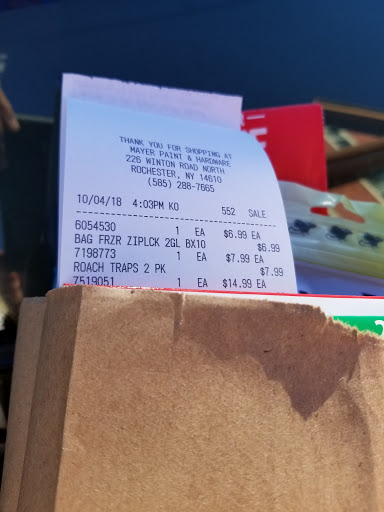 THANK YOU FOR SHOPPING AT
MAYER PAINT & HARDWARE
226 WINTON ROAD NORTH
ROCHESTER, NY 14610
(585) 288-7665
10/04/18 4:03PM KO 552 SALE
6054530 1 EA $6.99 EA
BAG FRZR ZIPLCK 2GL BX10 $6.99
7198773 1 EA $7.99 EA
ROACH TRAPS 2 PK $7.99
7519051 1 EA $14.99 EA